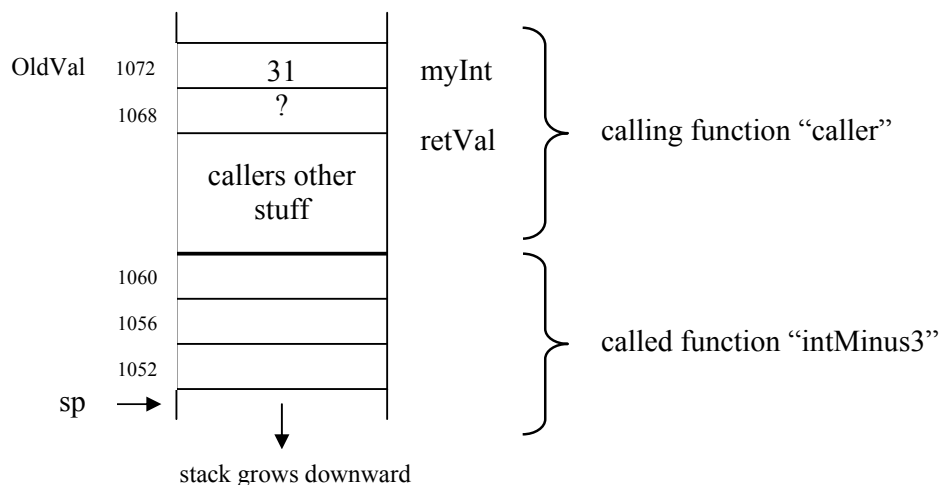 OldVal 1072 31 myInt
1068 ? retVal
callers other
stuff
calling function “caller”
1060
1056
1052
called function “intMinus3”
sp
stack grows downward